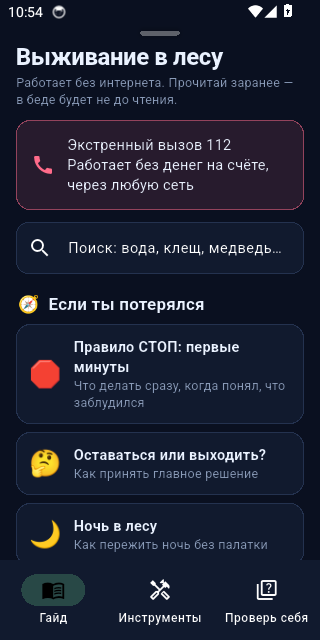 10:54
Выживание в лесу
Работает без интернета. Прочитай заранее —
в беде будет не до чтения.
Экстренный вызов 112
Работает без денег на счёте,
через любую сеть
Поиск: вода, клещ, медведь…
Если ты потерялся
Правило СТОП: первые
минуты
Что делать сразу, когда понял, что
заблудился
Оставаться или выходить?
Как принять главное решение
Ночь в лесу
Как пережить ночь без палатки
Гайд
Инструменты
Проверь себя